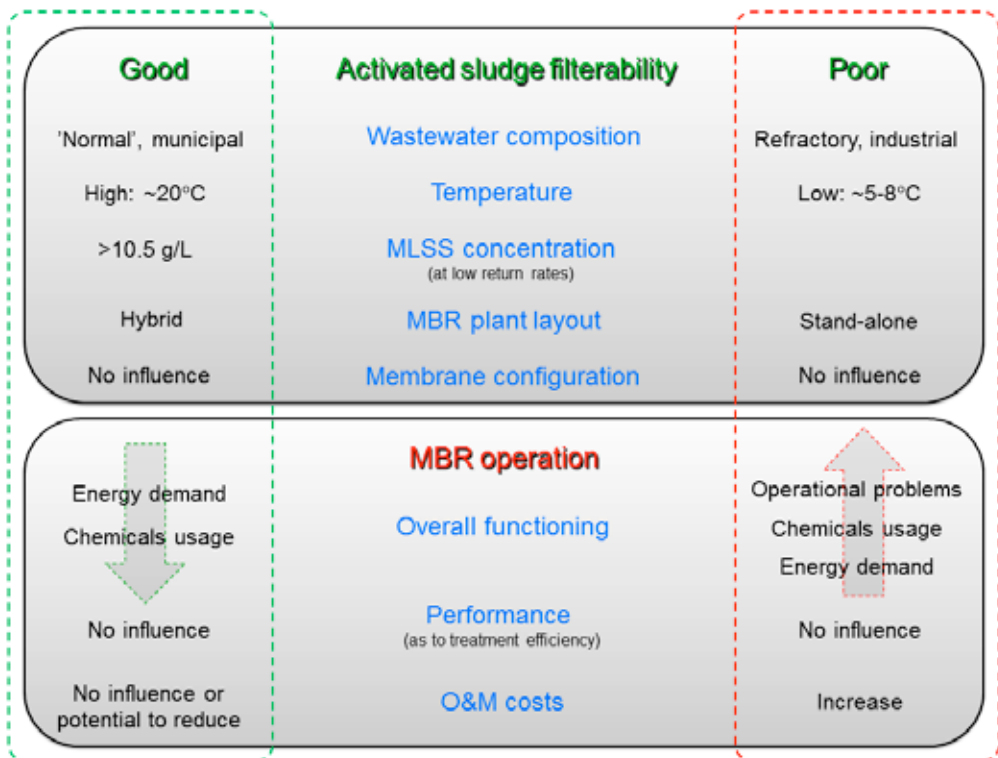 Good Activated sludge filterability Poor
'Normal', municipal Wastewater composition Refractory, industrial
High: ~20°C Temperature Low: ~5-8°C
>10.5 g/L MLSS concentration
(at low return rates)
Hybrid MBR plant layout Stand-alone
No influence Membrane configuration No influence
MBR operation
Energy demand
Chemicals usage
Overall functioning
Operational problems
Chemicals usage
Energy demand
No influence Performance No influence
(as to treatment efficiency)
No influence or
potential to reduce
O&M costs
Increase